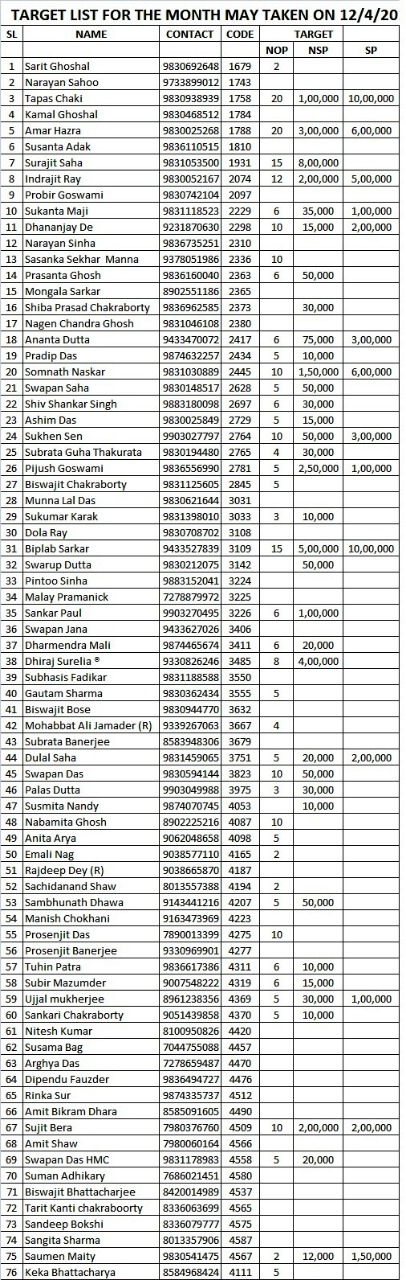 TARGET LIST FOR THE MONTH MAY TAKEN ON 12/4/20
SL NAME CONTACT CODE TARGET
NOP NSP SP
1 Sarit Ghoshal 9830692648 1679 2
2 Narayan Sahoo 9733899012 1743
3 Tapas Chaki 9830938939 1758 20 1,00,000 10,00,000
4 Kamal Ghoshal 9830468512 1784
5 Amar Hazra 9830025268 1788 20 3,00,000 6,00,000
6 Susanta Adak 9836110515 1810
7 Surajit Saha 9831053500 1931 15 8,00,000
8 Indrajit Ray 9830052167 2074 12 2,00,000 5,00,000
9 Probir Goswami 9830742104 2097
10 Sukanta Maji 9831118523 2229 6 35,000 1,00,000
11 Dhananjay De 9231870630 2298 10 15,000 2,00,000
12 Narayan Sinha 9836735251 2310
13 Sasanka Sekhar Manna 9378051986 2336 10
14 Prasanta Ghosh 9836160040 2363 6 50,000
15 Mongala Sarkar 8902551186 2365
16 Shiba Prasad Chakraborty 9836962585 2373 30,000
17 Nagen Chandra Ghosh 9831046108 2380
18 Ananta Dutta 9433470072 2417 6 75,000 3,00,000
19 Pradip Das 9874632257 2434 5 10,000
20 Somnath Naskar 9831030889 2445 10 1,50,000 6,00,000
21 Swapan Saha 9830148517 2628 5 50,000
22 Shiv Shankar Singh 9883180098 2697 6 30,000
23 Ashim Das 9830025849 2729 5 15,000
24 Sukhen Sen 9903027797 2764 10 50,000 3,00,000
25 Subrata Guha Thakurata 9830194480 2765 4 30,000
26 Pijush Goswami 9836556990 2781 5 2,50,000 1,00,000
27 Biswajit Chakraborty 9831125605 2845 5
28 Munna Lal Das 9830621644 3031
29 Sukumar Karak 9831398010 3033 3 10,000
30 Dola Ray 9830708702 3108
31 Biplab Sarkar 9433527839 3109 15 5,00,000 10,00,000
32 Swarup Dutta 9830212075 3142 50,000
33 Pintoo Sinha 9883152041 3224
34 Malay Pramanick 7278879972 3225
35 Sankar Paul 9903270495 3226 6 1,00,000
36 Swapan Jana 9433627026 3406
37 Dharmendra Mali 9874465674 3411 6 20,000
38 Dhiraj Surelia ® 9330826246 3485 8 4,00,000
39 Subhasis Fadikar 9831188588 3550
40 Gautam Sharma 9830362434 3555 5
41 Biswajit Bose 9830944770 3632
42 Mohabbat Ali Jamader (R) 9339267063 3667 4
43 Subrata Banerjee 8583948306 3679
44 Dulal Saha 9831459065 3751 5 20,000 2,00,000
45 Swapan Das 9830594144 3823 10 50,000
46 Palas Dutta 9903049988 3975 3 30,000
47 Susmita Nandy 9874070745 4053 10,000
48 Nabamita Ghosh 8902225216 4087 10
49 Anita Arya 9062048658 4098 5
50 Emali Nag 9038577110 4165 2
51 Rajdeep Dey (R) 9038665870 4187
52 Sachidanand Shaw 8013557388 4194 2
53 Sambhunath Dhawa 9143441216 4207 5 50,000
54 Manish Chokhani 9163473969 4223
55 Prosenjit Das 7890013399 4275 10
56 Prosenjit Banerjee 9330969901 4277
57 Tuhin Patra 9836617386 4311 6 10,000
58 Subir Mazumder 9007548222 4319 6 15,000
59 Ujjal mukherjee 8961238356 4369 5 30,000 1,00,000
60 Sankari Chakraborty 9051439858 4370 5 10,000
61 Nitesh Kumar 8100950826 4420
62 Susama Bag 7044755088 4457
63 Arghya Das 7278659487 4470
64 Dipendu Fauzder 9836494727 4476
65 Rinka Sur 9874335737 4512
66 Amit Bikram Dhara 8585091605 4490
67 Sujit Bera 7980376760 4509 10 2,00,000 2,00,000
68 Amit Shaw 7980060164 4566
69 Swapan Das HMC 9831178983 4558 5 20,000
70 Suman Adhikary 7686021451 4580
71 Biswajit Bhattacharjee 8420014989 4537
72 Tarit Kanti chakraboorty 8336063699 4565
73 Sandeep Bokshi 8336079777 4575
74 Sangita Sharma 8013357906 4587
75 Saumen Maity 9830541475 4567 2 12,000 1,50,000
76 Keka Bhattacharya 8584968424 4111 5